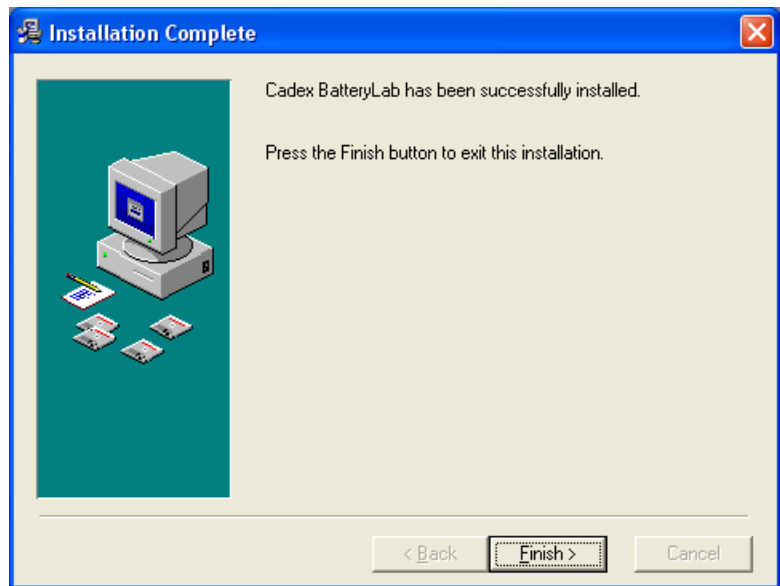 Installation Complete
Cadex BatteryLab has been successfully installed.
Press the Finish button to exit this installation.
< Back
Finish >
Cancel